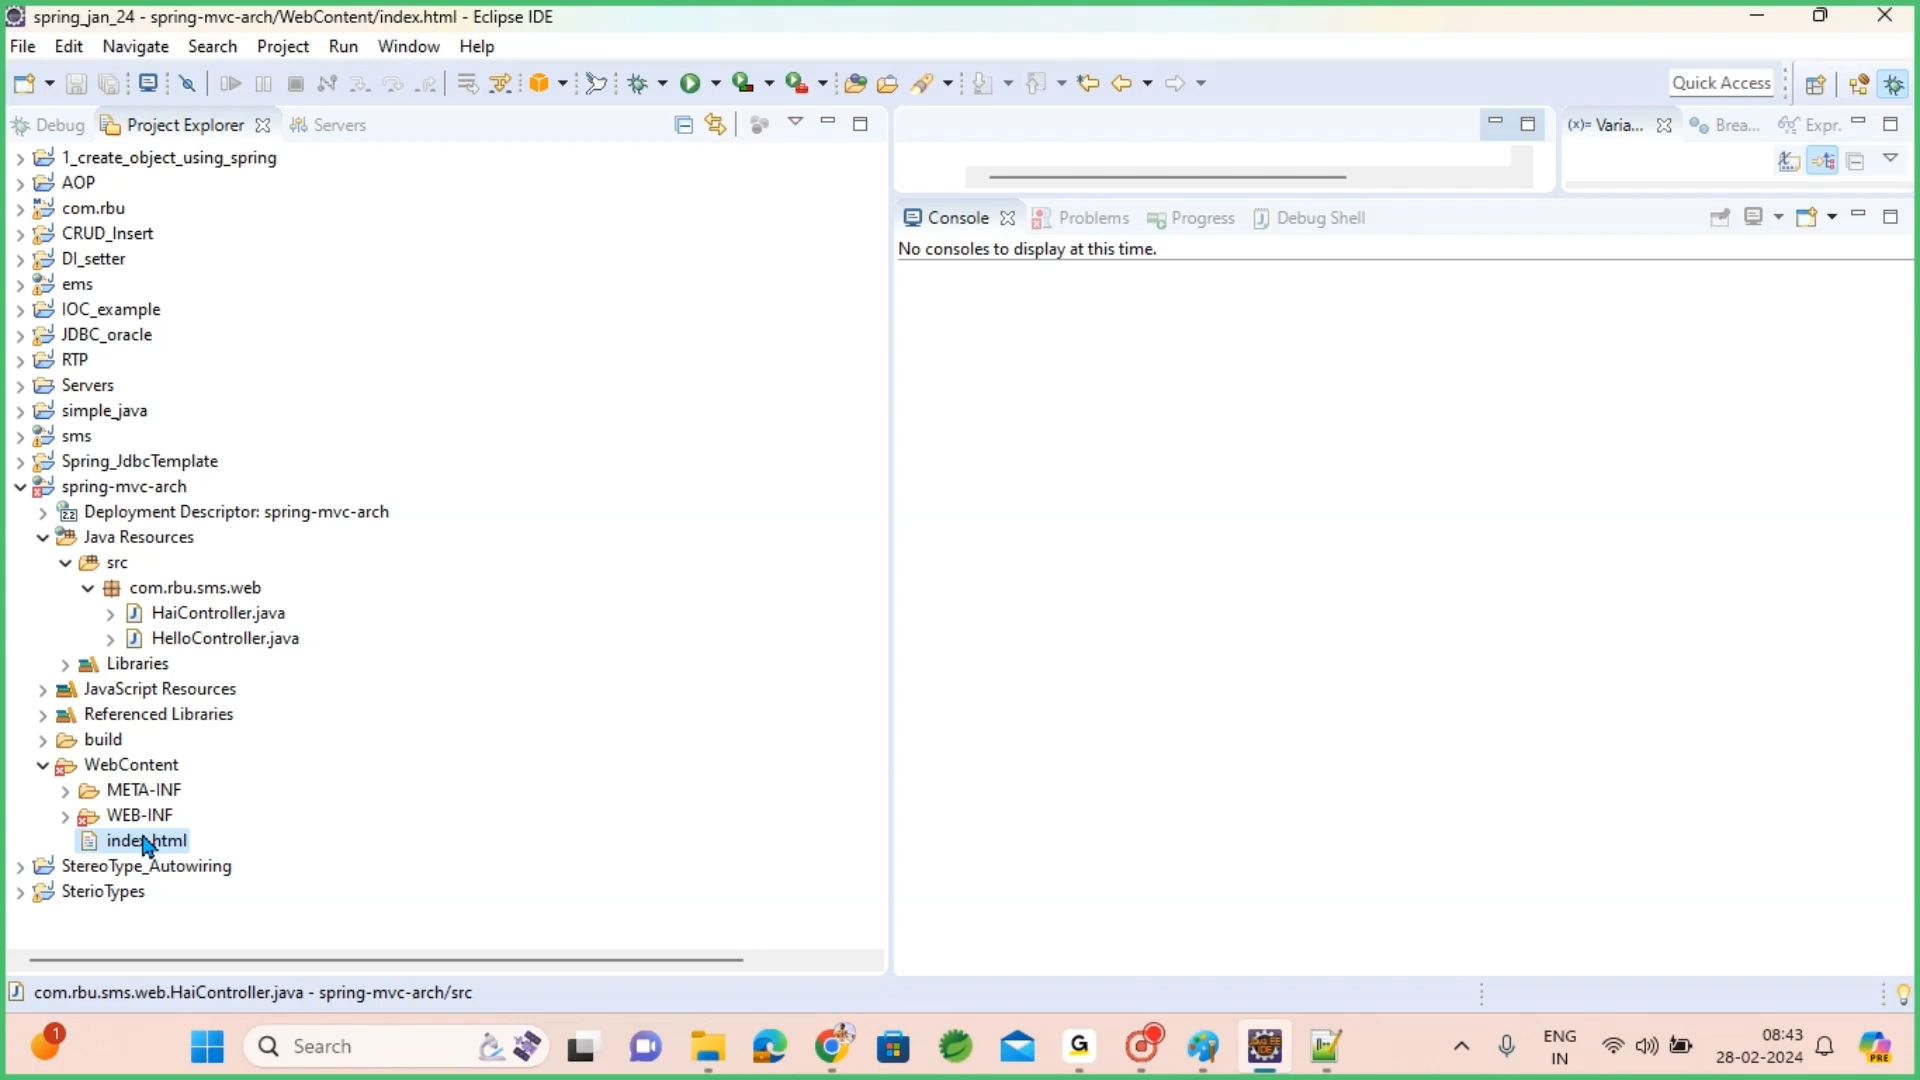 spring_jan_24 - spring-mvc-arch/WebContent/index.html - Eclipse IDE
File Edit Navigate Search Project Run Window Help
Quick Access
Debug Project Explorer Servers
(x)= Varia... Brea... Expr.
1_create_object_using_spring
AOP
com.rbu
CRUD_Insert
DI_setter
ems
IOC_example
JDBC_oracle
RTP
Servers
simple_java
sms
Spring_JdbcTemplate
spring-mvc-arch
Deployment Descriptor: spring-mvc-arch
Java Resources
src
com.rbu.sms.web
HaiController.java
HelloController.java
Libraries
JavaScript Resources
Referenced Libraries
build
WebContent
META-INF
WEB-INF
index.html
StereoType_Autowiring
SterioTypes
Console Problems Progress Debug Shell
No consoles to display at this time.
com.rbu.sms.web.HaiController.java - spring-mvc-arch/src
1
Search
G
ENG
IN
08:43
28-02-2024
PRE